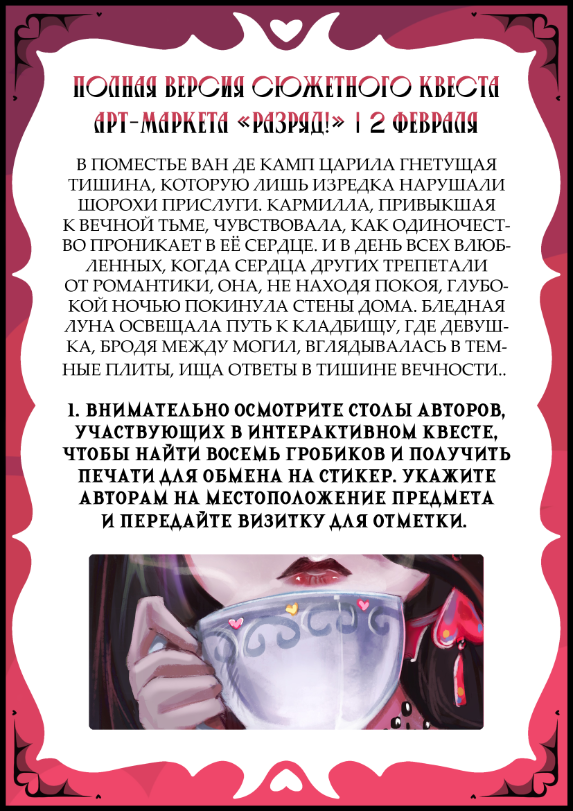 ПОЛНАЯ ВЕРСИЯ СЮЖЕТНОГО КВЕСТА
АРТ-МАРКЕТА «РАЗРЯД!» | 2 ФЕВРАЛЯ
В ПОМЕСТЬЕ ВАН ДЕ КАМП ЦАРИЛА ГНЕТУЩАЯ
ТИШИНА, КОТОРУЮ ЛИШЬ ИЗРЕДКА НАРУШАЛИ
ШОРОХИ ПРИСЛУГИ. КАРМИЛЛА, ПРИВЫКШАЯ
К ВЕЧНОЙ ТЬМЕ, ЧУВСТВОВАЛА, КАК ОДИНОЧЕСТ-
ВО ПРОНИКАЕТ В ЕЁ СЕРДЦЕ. И В ДЕНЬ ВСЕХ ВЛЮБ-
ЛЕННЫХ, КОГДА СЕРДЦА ДРУГИХ ТРЕПЕТАЛИ
ОТ РОМАНТИКИ, ОНА, НЕ НАХОДЯ ПОКОЯ, ГЛУБО-
КОЙ НОЧЬЮ ПОКИНУЛА СТЕНЫ ДОМА. БЛЕДНАЯ
ЛУНА ОСВЕЩАЛА ПУТЬ К КЛАДБИЩУ, ГДЕ ДЕВУШ-
КА, БРОДЯ МЕЖДУ МОГИЛ, ВГЛЯДЫВАЛАСЬ В ТЕМ-
НЫЕ ПЛИТЫ, ИЩА ОТВЕТЫ В ТИШИНЕ ВЕЧНОСТИ..
1. ВНИМАТЕЛЬНО ОСМОТРИТЕ СТОЛЫ АВТОРОВ,
УЧАСТВУЮЩИХ В ИНТЕРАКТИВНОМ КВЕСТЕ,
ЧТОБЫ НАЙТИ ВОСЕМЬ ГРОБИКОВ И ПОЛУЧИТЬ
ПЕЧАТИ ДЛЯ ОБМЕНА НА СТИКЕР. УКАЖИТЕ
АВТОРАМ НА МЕСТОПОЛОЖЕНИЕ ПРЕДМЕТА
И ПЕРЕДАЙТЕ ВИЗИТКУ ДЛЯ ОТМЕТКИ.